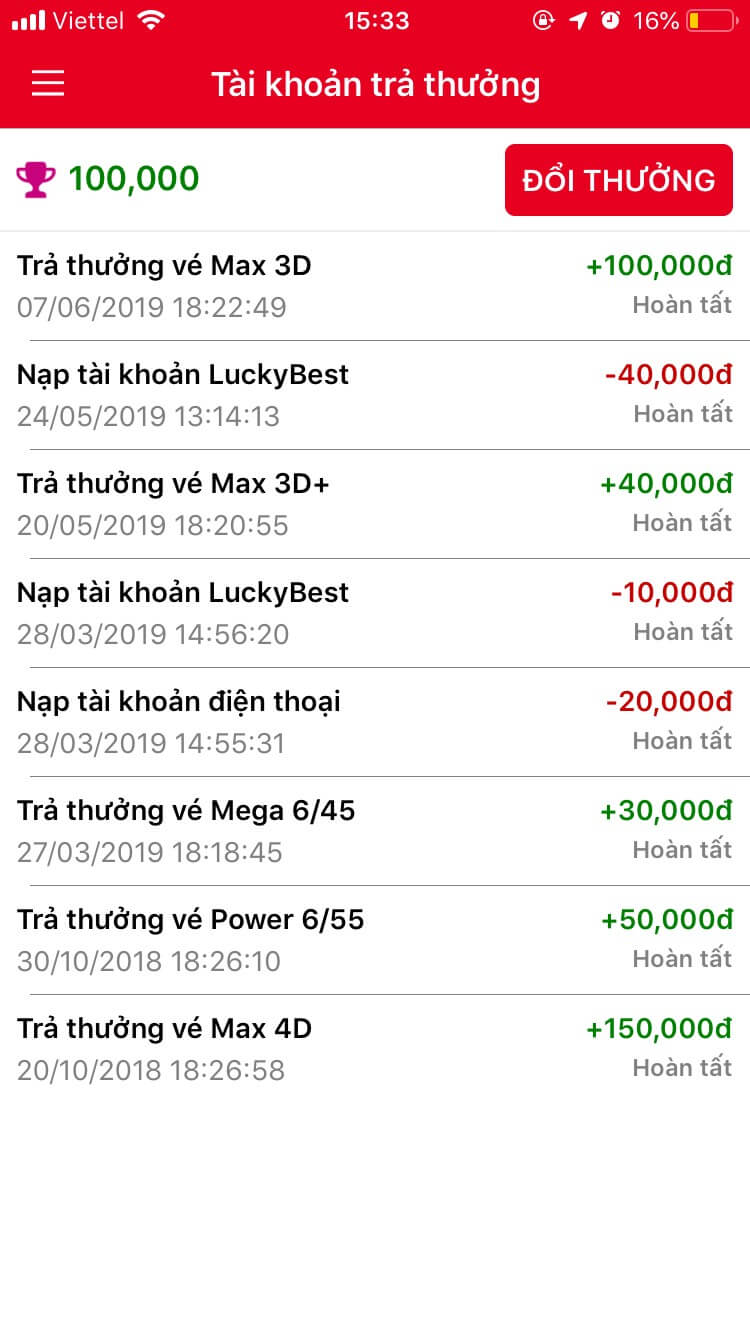 Viettel 15:33 16%
Tài khoản trả thưởng
100,000 ĐỔI THƯỞNG
Trả thưởng vé Max 3D +100,000đ
07/06/2019 18:22:49 Hoàn tất
Nạp tài khoản LuckyBest -40,000đ
24/05/2019 13:14:13 Hoàn tất
Trả thưởng vé Max 3D+ +40,000đ
20/05/2019 18:20:55 Hoàn tất
Nạp tài khoản LuckyBest -10,000đ
28/03/2019 14:56:20 Hoàn tất
Nạp tài khoản điện thoại -20,000đ
28/03/2019 14:55:31 Hoàn tất
Trả thưởng vé Mega 6/45 +30,000đ
27/03/2019 18:18:45 Hoàn tất
Trả thưởng vé Power 6/55 +50,000đ
30/10/2018 18:26:10 Hoàn tất
Trả thưởng vé Max 4D +150,000đ
20/10/2018 18:26:58 Hoàn tất